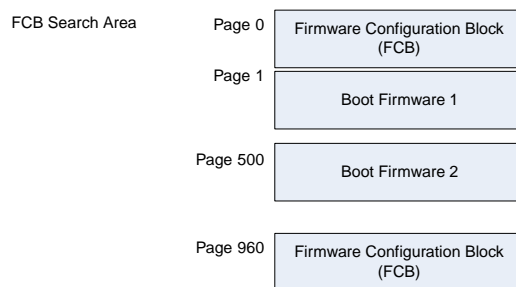 FCB Search Area
Page 0
Firmware Configuration Block
(FCB)
Page 1
Boot Firmware 1
Page 500
Boot Firmware 2
Page 960
Firmware Configuration Block
(FCB)